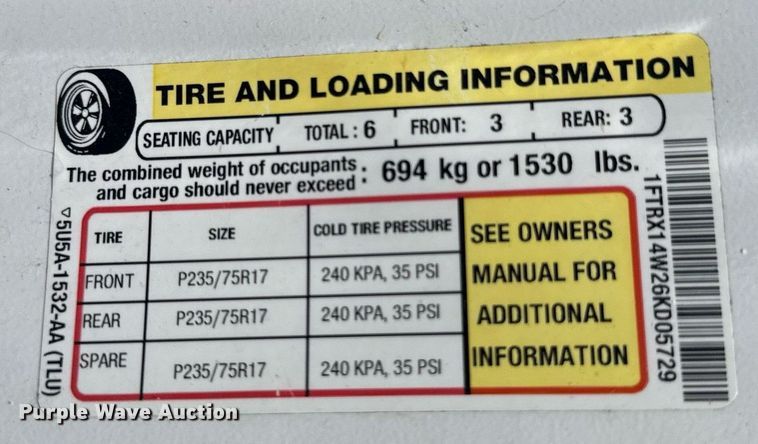 TIRE AND LOADING INFORMATION
SEATING CAPACITY TOTAL : 6 FRONT: 3 REAR: 3
The combined weight of occupants
and cargo should never exceed : 694 kg or 1530 lbs.
TIRE SIZE COLD TIRE PRESSURE
FRONT P235/75R17 240 KPA, 35 PSI
REAR P235/75R17 240 KPA, 35 PSI
SPARE P235/75R17 240 KPA, 35 PSI
SEE OWNERS
MANUAL FOR
ADDITIONAL
INFORMATION
▽5U5A-1532-AA (TLU)
1FTRX14W26KD05729
Purple Wave Auction